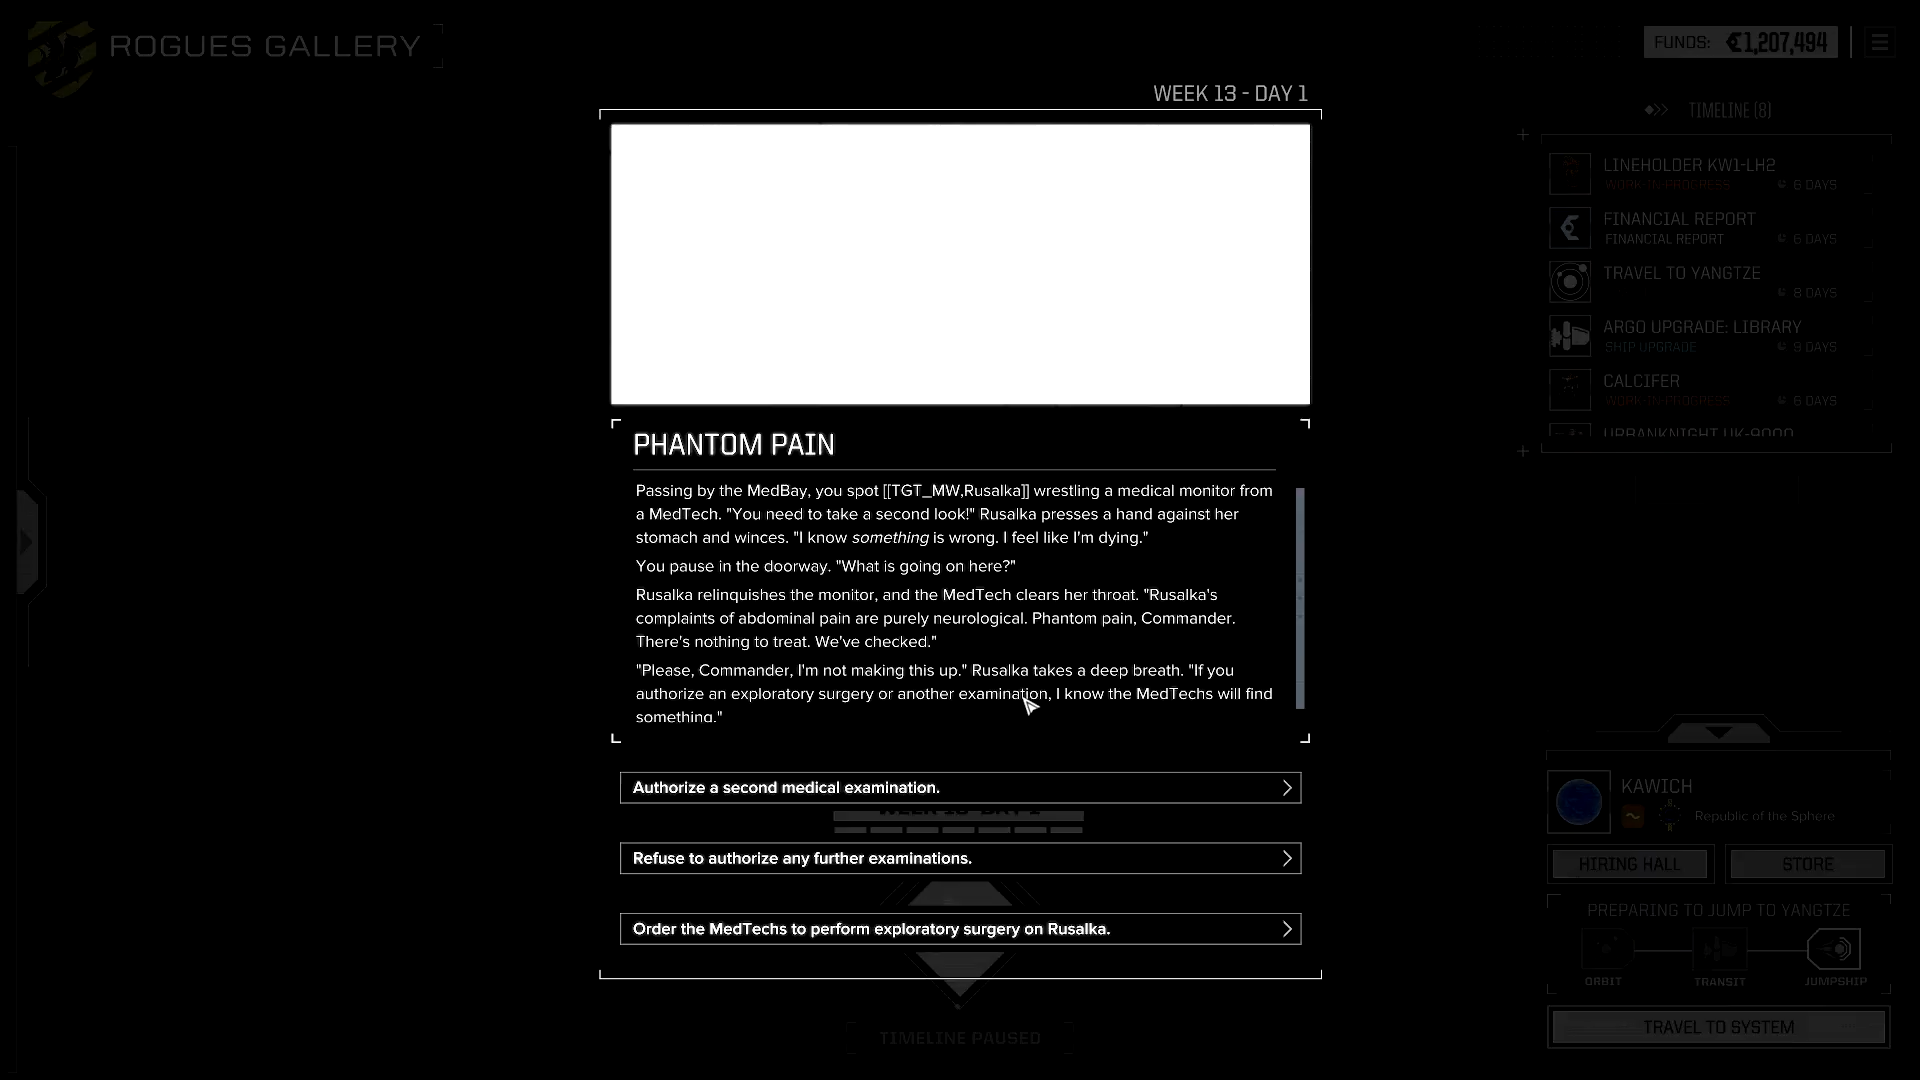 ROGUES GALLERY
FUNDS: 1,207,494
WEEK 13 - DAY 1
TIMELINE (8)
LINEHOLDER KW1-LH2
WORK-IN-PROGRESS 6 DAYS
FINANCIAL REPORT
FINANCIAL REPORT 6 DAYS
TRAVEL TO YANGTZE
8 DAYS
ARGO UPGRADE: LIBRARY
SHIP UPGRADE 9 DAYS
CALCIFER
WORK-IN-PROGRESS 6 DAYS
URBANKNIGHT UK-9000
PHANTOM PAIN
Passing by the MedBay, you spot [[TGT_MW,Rusalka]] wrestling a medical monitor from
a MedTech. "You need to take a second look!" Rusalka presses a hand against her
stomach and winces. "I know something is wrong. I feel like I'm dying."
You pause in the doorway. "What is going on here?"
Rusalka relinquishes the monitor, and the MedTech clears her throat. "Rusalka's
complaints of abdominal pain are purely neurological. Phantom pain, Commander.
There's nothing to treat. We've checked."
"Please, Commander, I'm not making this up." Rusalka takes a deep breath. "If you
authorize an exploratory surgery or another examination, I know the MedTechs will find
something."
Authorize a second medical examination.
Refuse to authorize any further examinations.
Order the MedTechs to perform exploratory surgery on Rusalka.
TIMELINE PAUSED
KAWICH
Republic of the Sphere
HIRING HALL
STORE
PREPARING TO JUMP TO YANGTZE
ORBIT
TRANSIT
JUMPSHIP
TRAVEL TO SYSTEM